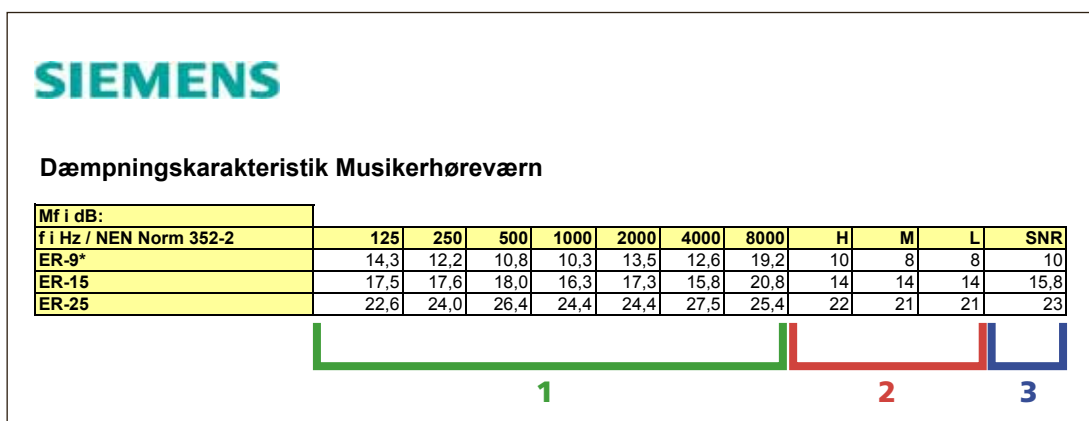 SIEMENS
Dæmpningskarakteristik Musikerhøreværn
Mf i dB:
f i Hz / NEN Norm 352-2 125 250 500 1000 2000 4000 8000 H M L SNR
ER-9* 14,3 12,2 10,8 10,3 13,5 12,6 19,2 10 8 8 10
ER-15 17,5 17,6 18,0 16,3 17,3 15,8 20,8 14 14 14 15,8
ER-25 22,6 24,0 26,4 24,4 24,4 27,5 25,4 22 21 21 23
1 2 3